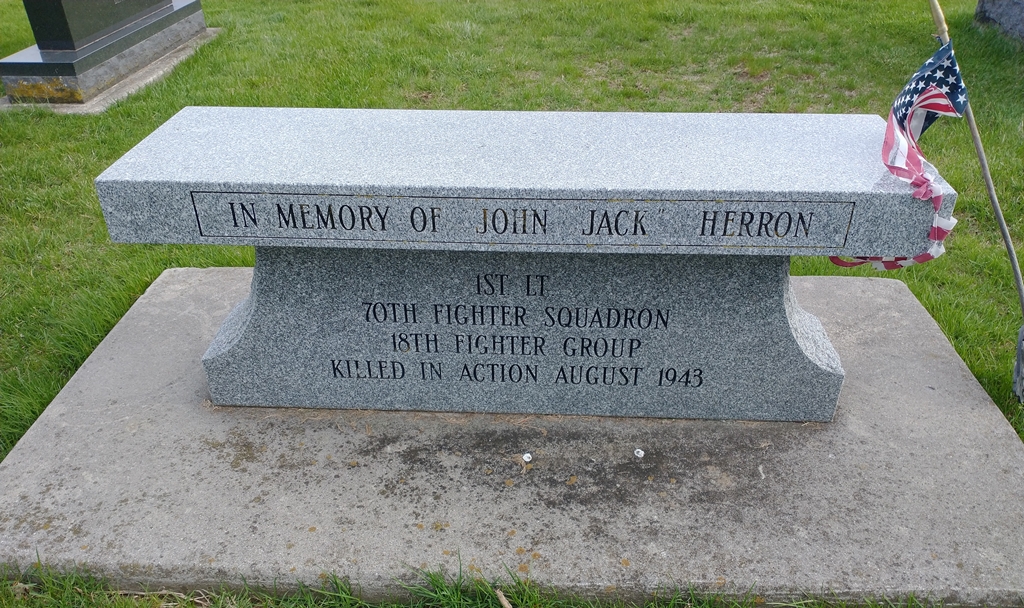 IN MEMORY OF JOHN "JACK" HERRON
1ST LT
70TH FIGHTER SQUADRON
18TH FIGHTER GROUP
KILLED IN ACTION AUGUST 1943